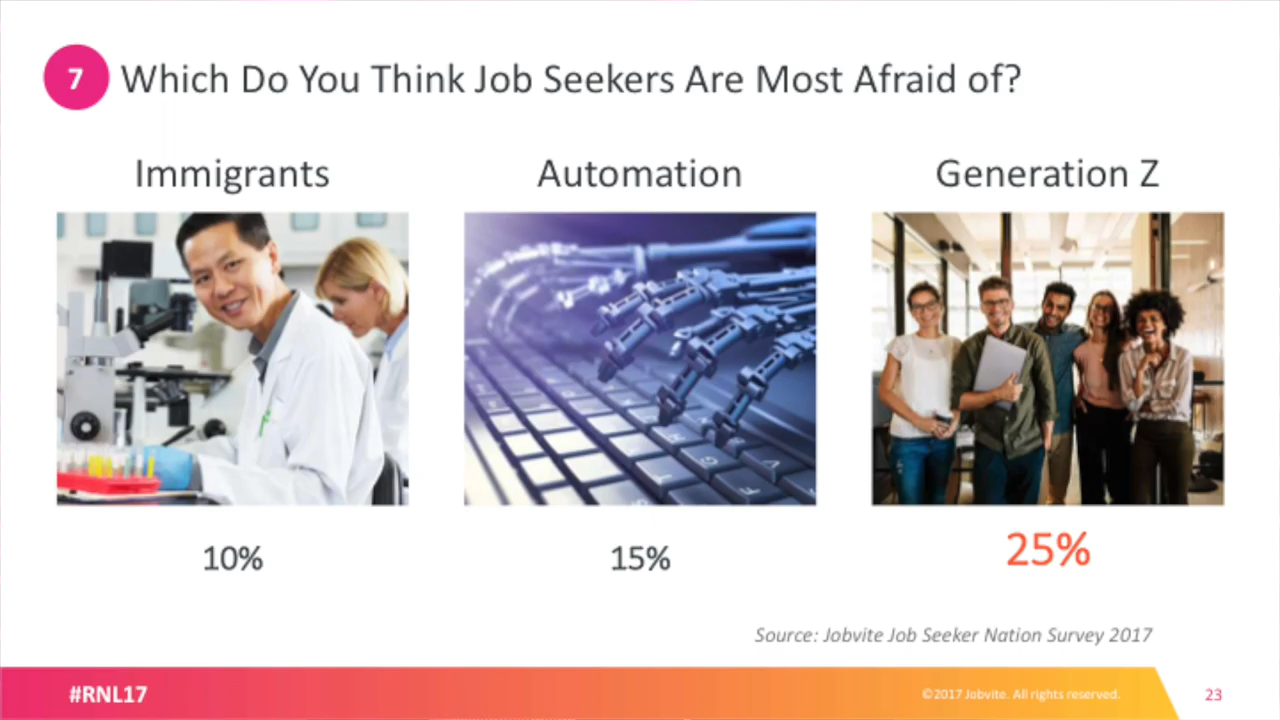 7 Which Do You Think Job Seekers Are Most Afraid of?
Immigrants
Automation
Generation Z
10%
15%
25%
Source: Jobvite Job Seeker Nation Survey 2017
#RNL17
©2017 Jobvite. All rights reserved.
23